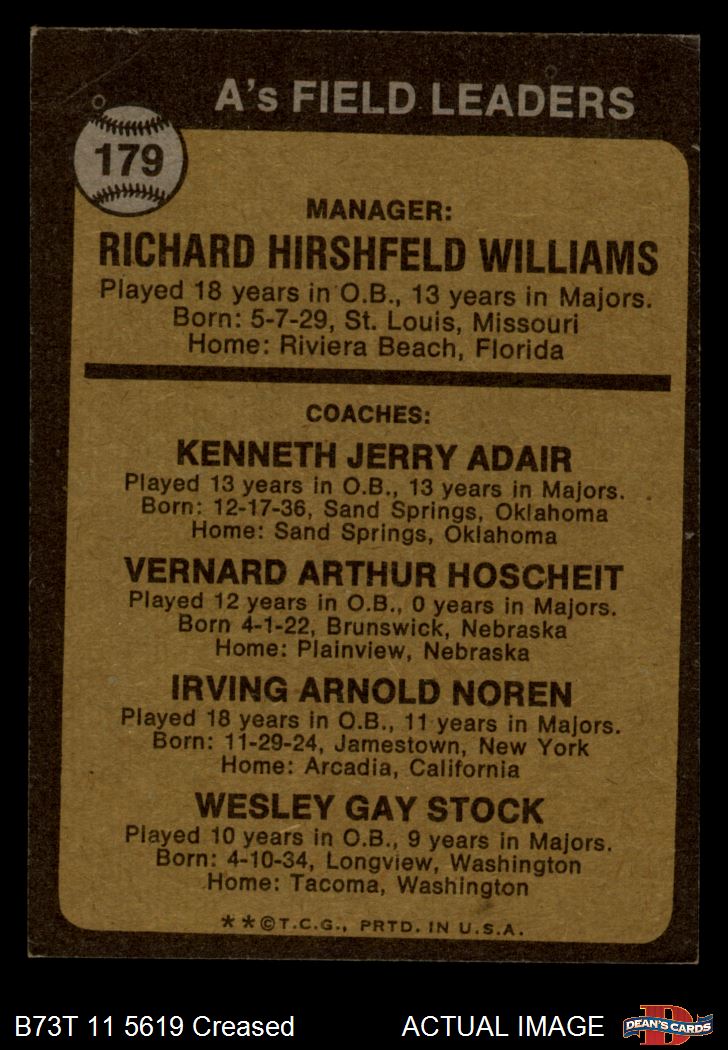 A's FIELD LEADERS
179
MANAGER:
RICHARD HIRSHFELD WILLIAMS
Played 18 years in O.B., 13 years in Majors.
Born: 5-7-29, St. Louis, Missouri
Home: Riviera Beach, Florida
COACHES:
KENNETH JERRY ADAIR
Played 13 years in O.B., 13 years in Majors.
Born: 12-17-36, Sand Springs, Oklahoma
Home: Sand Springs, Oklahoma
VERNARD ARTHUR HOSCHEIT
Played 12 years in O.B., 0 years in Majors.
Born 4-1-22, Brunswick, Nebraska
Home: Plainview, Nebraska
IRVING ARNOLD NOREN
Played 18 years in O.B., 11 years in Majors.
Born: 11-29-24, Jamestown, New York
Home: Arcadia, California
WESLEY GAY STOCK
Played 10 years in O.B., 9 years in Majors.
Born: 4-10-34, Longview, Washington
Home: Tacoma, Washington
**©T.C.G., PRTD. IN U.S.A.
B73T 11 5619 Creased ACTUAL IMAGE
D
DEAN'S CARDS